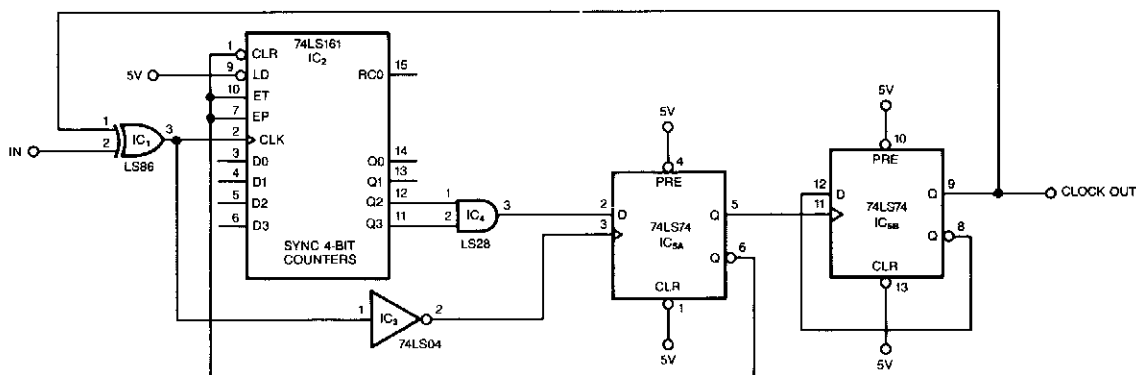 74LS161
IC2
1
CLR
5V
9
LD
10
ET
7
EP
2
CLK
3
D0
4
D1
5
D2
6
D3
RC0
15
O0
14
Q1
13
Q2
12
Q3
11
SYNC 4-BIT
COUNTERS
IN
1
2
IC1
3
LS86
1
2
IC4
3
LS28
1
IC3
2
74LS04
5V
4
PRE
2
D
3
74LS74
IC5A
Q
5
Q
6
CLR
1
5V
5V
10
PRE
12
D
11
74LS74
IC5B
Q
9
Q
8
CLR
13
5V
CLOCK OUT